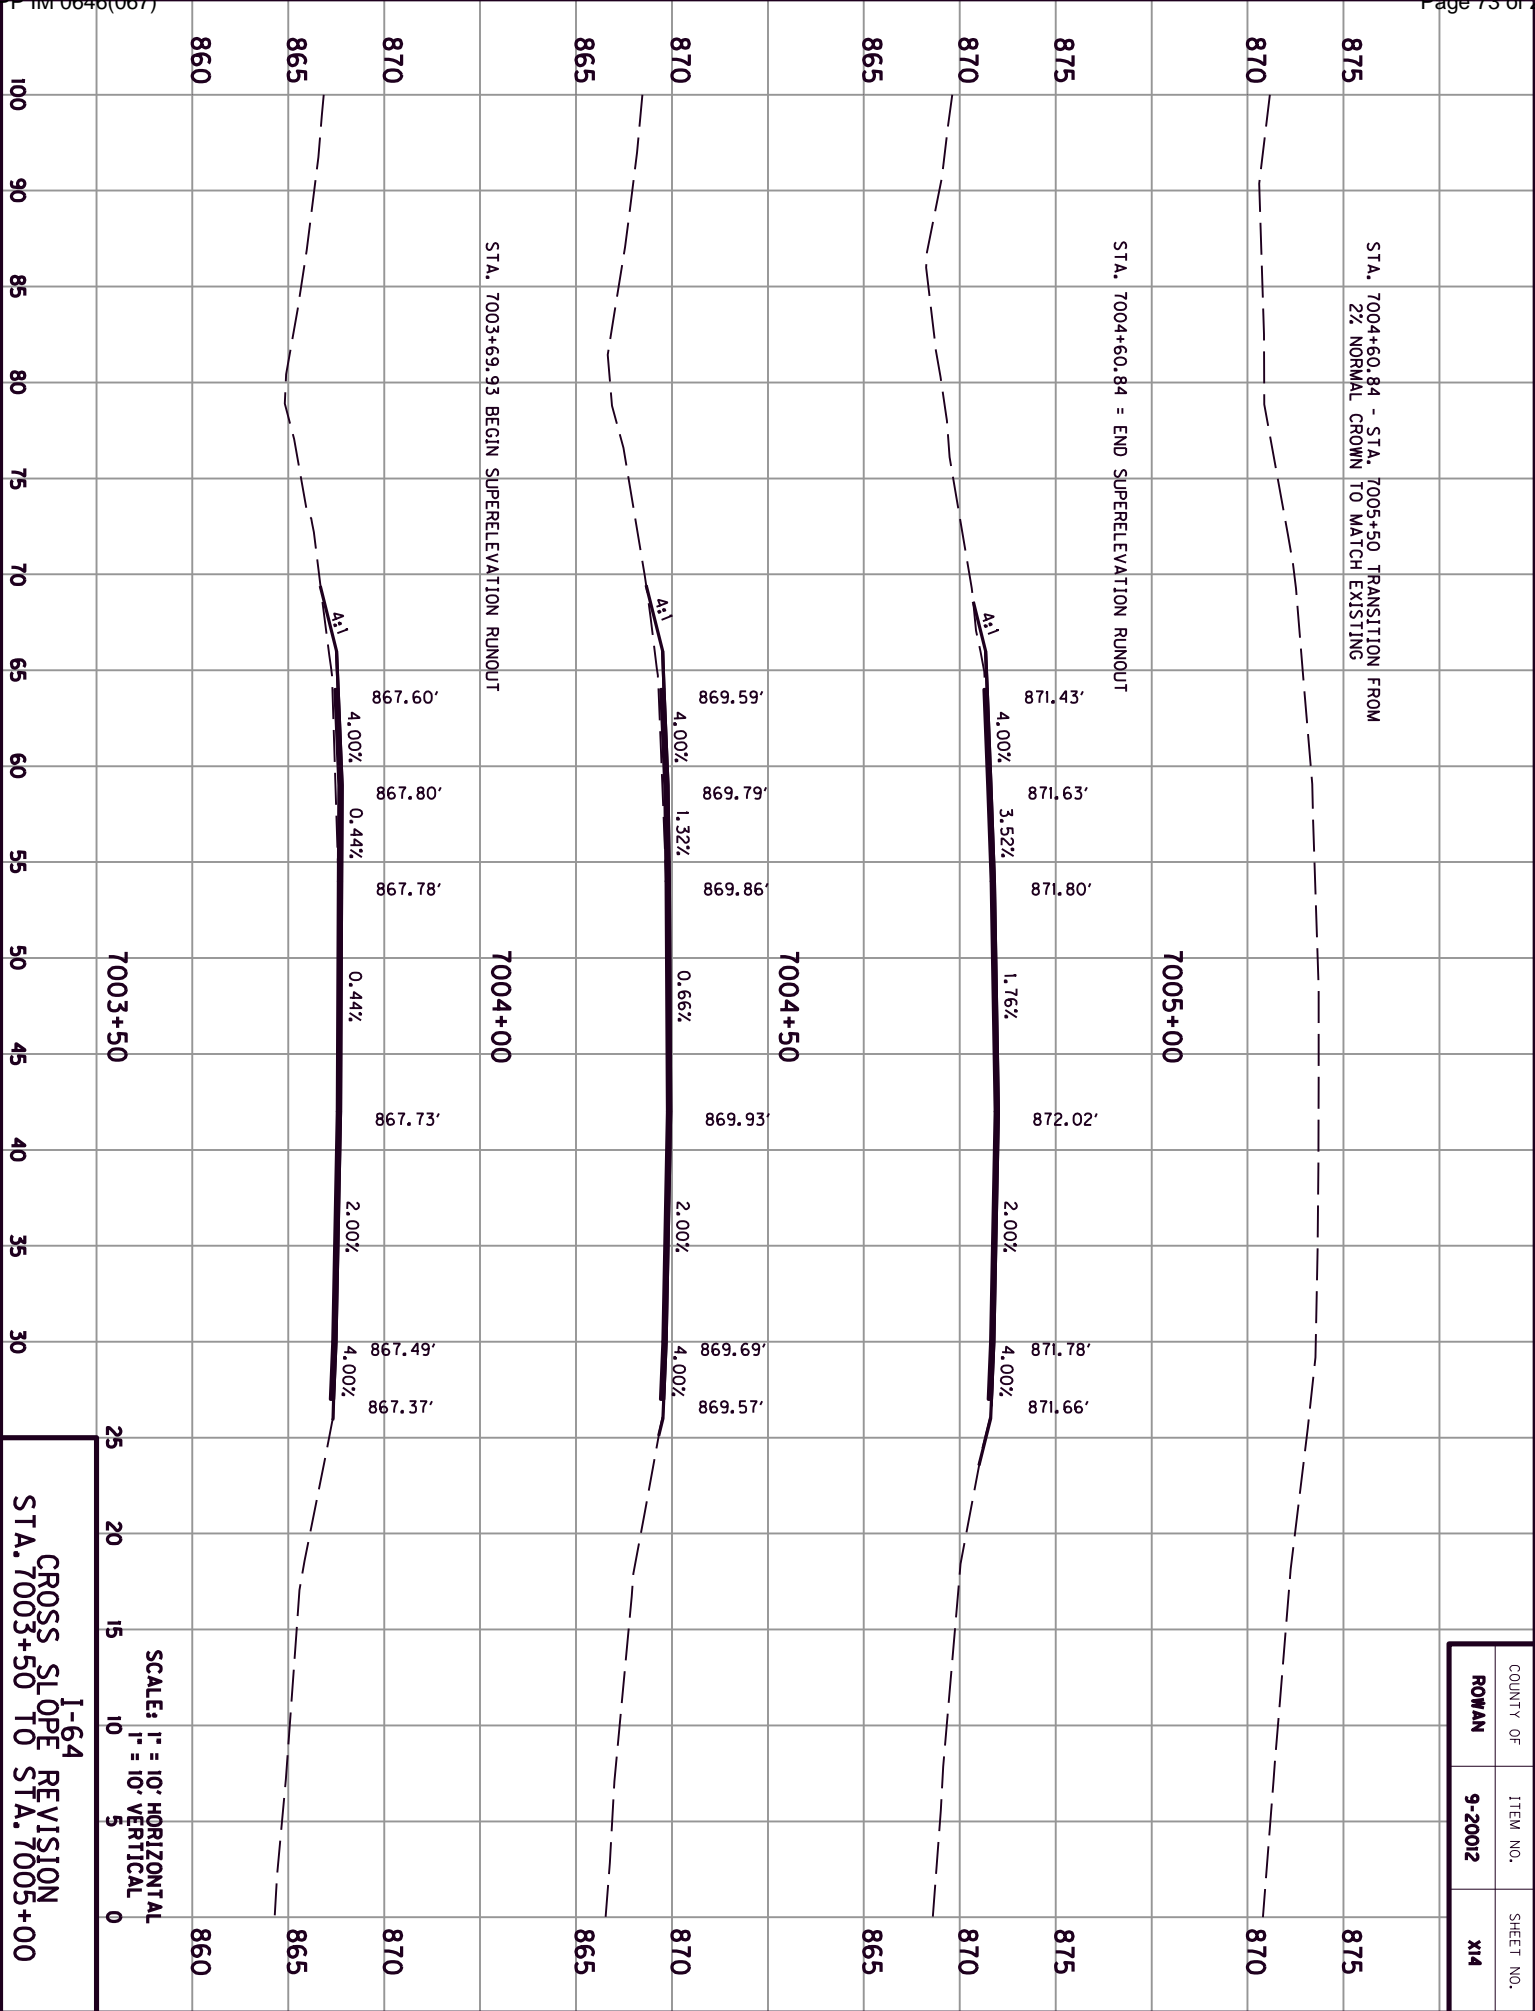 P IM 0646(067)
Page 73 of
COUNTY OF ITEM NO. SHEET NO.
ROWAN 9-20012 X14
STA. 7004+60.84 - STA. 7005+50 TRANSITION FROM
2% NORMAL CROWN TO MATCH EXISTING
875 875
870 870
7005+00
STA. 7004+60.84 = END SUPERELEVATION RUNOUT
871.43' 871.63' 871.80' 872.02' 871.78' 871.66'
875 875
4:1 4.00% 3.52% 1.76% 2.00% 4.00%
870 870
865 865
7004+50
869.59' 869.79' 869.86' 869.93' 869.69' 869.57'
4:1 4.00% 1.32% 0.66% 2.00% 4.00%
870 870
865 865
7004+00
STA. 7003+69.93 BEGIN SUPERELEVATION RUNOUT
867.60' 867.80' 867.78' 867.73' 867.49' 867.37'
870 870
4:1 4.00% 0.44% 0.44% 2.00% 4.00%
865 865
860 860
7003+50
SCALE: 1" = 10' HORIZONTAL
1" = 10' VERTICAL
100 90 85 80 75 70 65 60 55 50 45 40 35 30 25 20 15 10 5 0
I-64
CROSS SLOPE REVISION
STA. 7003+50 TO STA. 7005+00